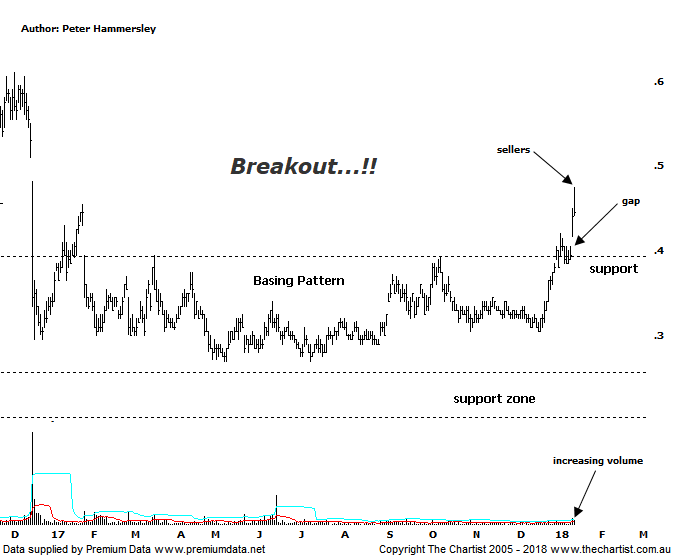 Author: Peter Hammersley
.6
sellers
.5
Breakout...!!
gap
.4
support
Basing Pattern
.3
support zone
increasing volume
D 17 F M A M J J A S O N D 18 F M
Data supplied by Premium Data www.premiumdata.net
Copyright The Chartist 2005 - 2018 www.thechartist.com.au